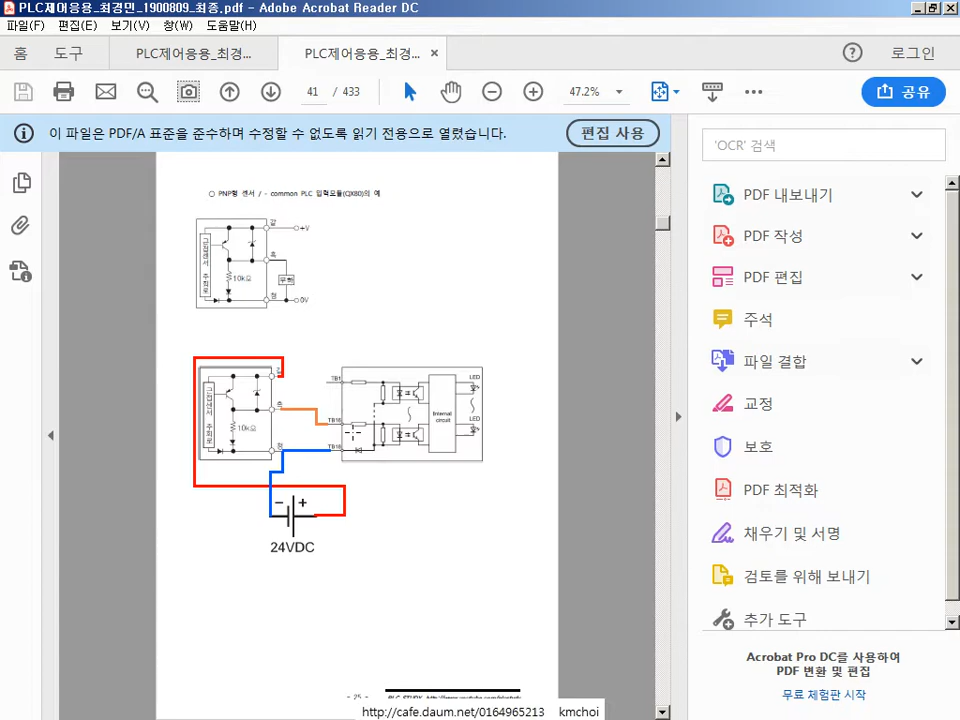 PLC제어응용_최경민_1900809_최종.pdf - Adobe Acrobat Reader DC
파일(F) 편집(E) 보기(V) 창(W) 도움말(H)
홈 도구 PLC제어응용_최경... PLC제어응용_최경... × 로그인
41 / 433 47.2% 공유
이 파일은 PDF/A 표준을 준수하며 수정할 수 없도록 읽기 전용으로 열렸습니다. 편집 사용
'OCR' 검색
PDF 내보내기
PDF 작성
PDF 편집
주석
파일 결합
교정
보호
PDF 최적화
채우기 및 서명
검토를 위해 보내기
추가 도구
Acrobat Pro DC를 사용하여
PDF 변환 및 편집
무료 체험판 시작
○ PNP형 센서 / - common PLC 입력모듈(QX80)의 예
갈
+V
흑
10kΩ
부하
청
0V
TB1
LED
흑
TB16
10kΩ
Internal
circuit
LED
청
TB18
- +
24VDC
- 25 -
http://cafe.daum.net/0164965213 kmchoi